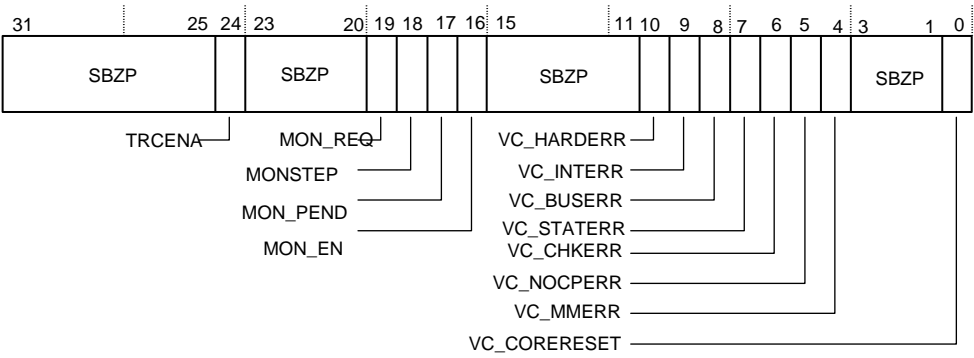 31 25 24 23 20 19 18 17 16 15 11 10 9 8 7 6 5 4 3 1 0
SBZP SBZP SBZP
TRCENA MON_REQ VC_HARDERR
MONSTEP VC_INTERR
MON_PEND VC_BUSERR
MON_EN VC_STATERR
VC_CHKERR
VC_NOCPERR
VC_MMERR
VC_CORERESET